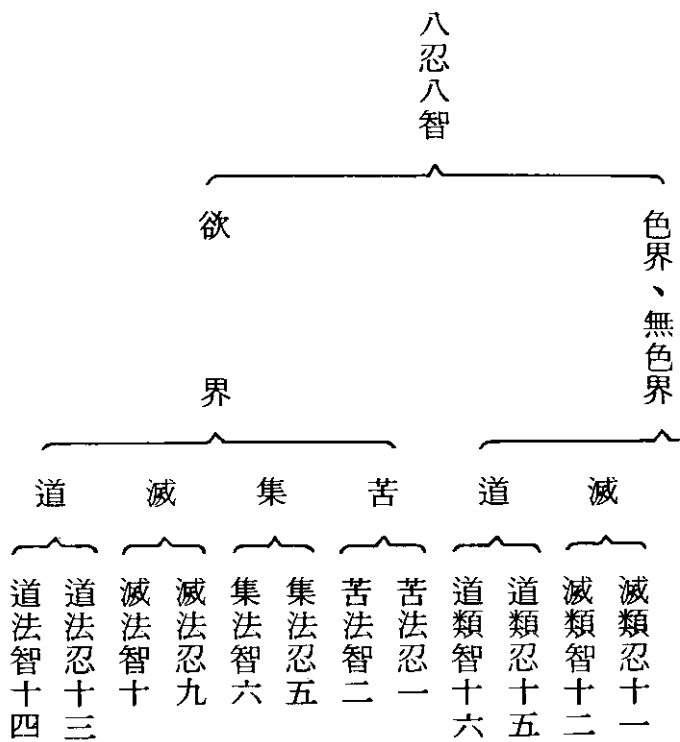 八忍八智
色界、無色界
欲界
滅
道
苦
集
滅
道
滅類忍十一
滅類智十二
道類忍十五
道類智十六
苦法忍一
苦法智二
集法忍五
集法智六
滅法忍九
滅法智十
道法忍十三
道法智十四